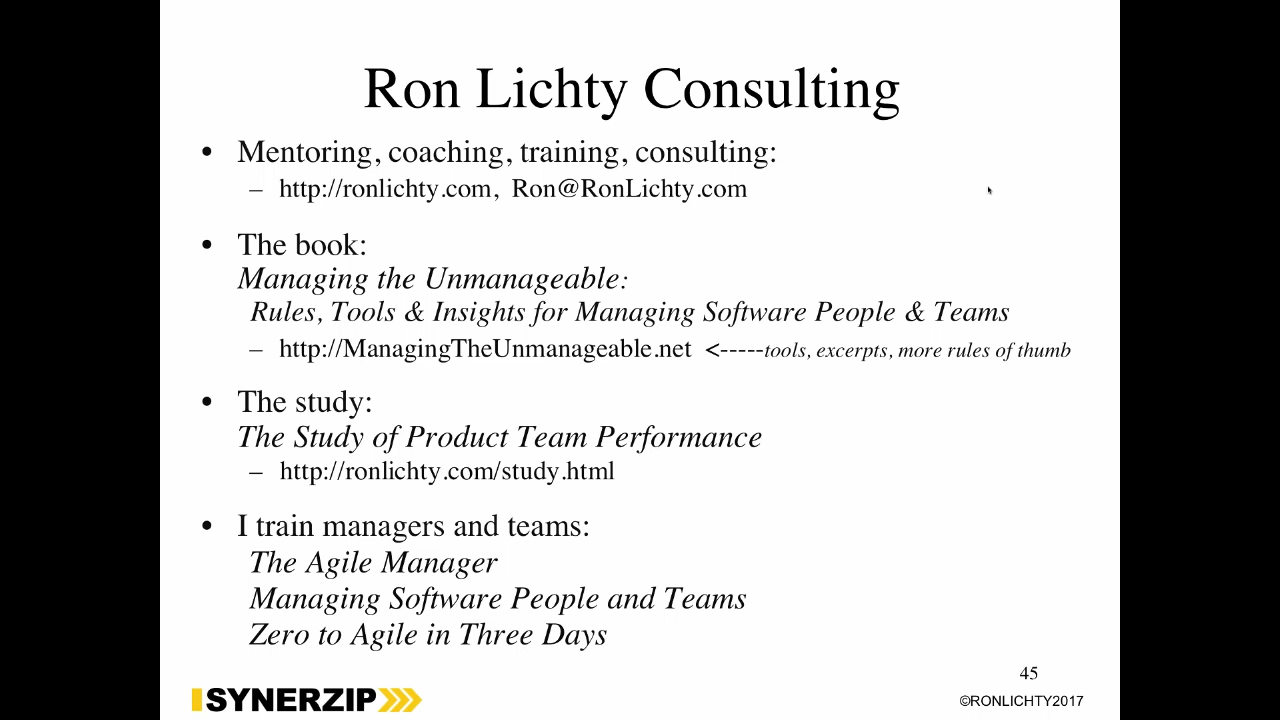 Ron Lichty Consulting
• Mentoring, coaching, training, consulting:
– http://ronlichty.com, Ron@RonLichty.com
• The book:
Managing the Unmanageable:
Rules, Tools & Insights for Managing Software People & Teams
– http://ManagingTheUnmanageable.net <-----tools, excerpts, more rules of thumb
• The study:
The Study of Product Team Performance
– http://ronlichty.com/study.html
• I train managers and teams:
The Agile Manager
Managing Software People and Teams
Zero to Agile in Three Days
45
SYNERZIP
©RONLICHTY2017